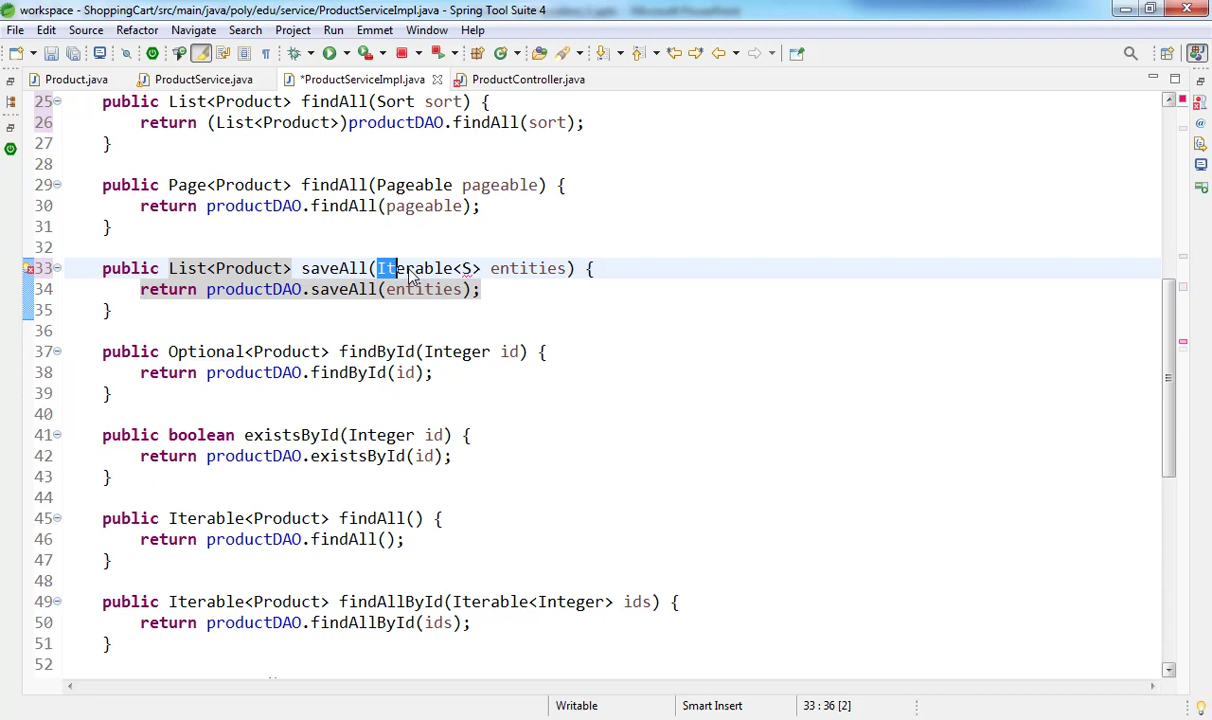 workspace - ShoppingCart/src/main/java/poly/edu/service/ProductServiceImpl.java - Spring Tool Suite 4
File Edit Source Refactor Navigate Search Project Run Emmet Window Help
Product.java ProductService.java *ProductServiceImpl.java ProductController.java
25 public List<Product> findAll(Sort sort) {
26 return (List<Product>)productDAO.findAll(sort);
27 }
28
29 public Page<Product> findAll(Pageable pageable) {
30 return productDAO.findAll(pageable);
31 }
32
33 public List<Product> saveAll(Iterable<S> entities) {
34 return productDAO.saveAll(entities);
35 }
36
37 public Optional<Product> findById(Integer id) {
38 return productDAO.findById(id);
39 }
40
41 public boolean existsById(Integer id) {
42 return productDAO.existsById(id);
43 }
44
45 public Iterable<Product> findAll() {
46 return productDAO.findAll();
47 }
48
49 public Iterable<Product> findAllById(Iterable<Integer> ids) {
50 return productDAO.findAllById(ids);
51 }
52
Writable Smart Insert 33 : 36 [2]